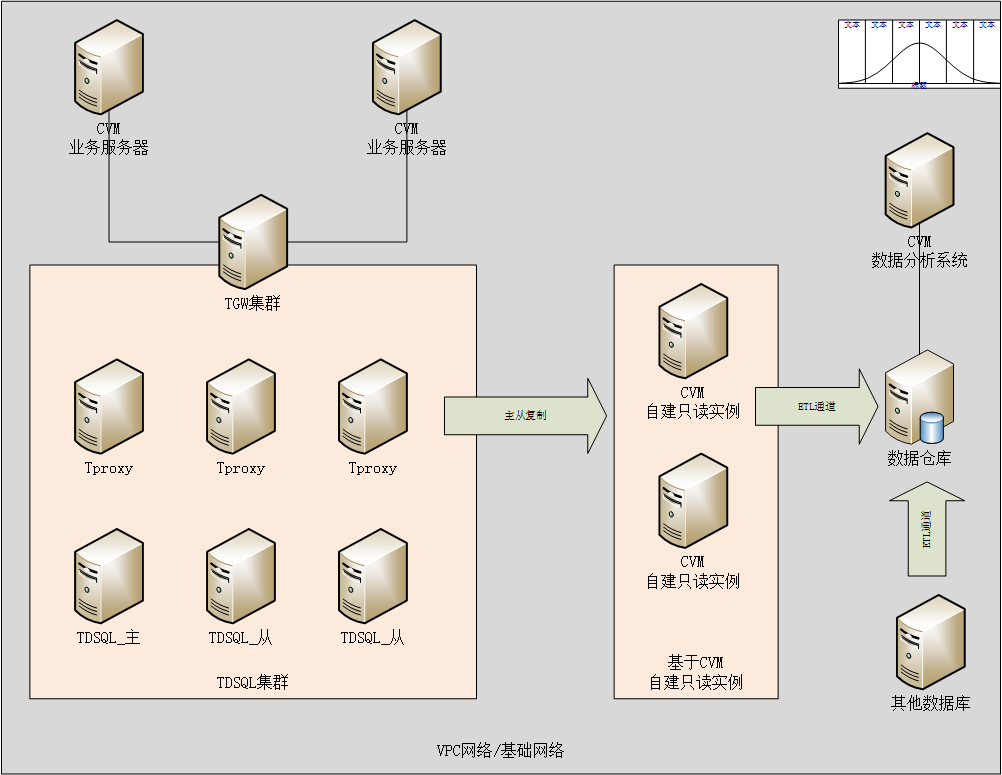 文本 文本 文本 文本 文本 文本
标题
CVM
业务服务器
CVM
业务服务器
CVM
数据分析系统
TGW集群
CVM
自建只读实例
主从复制
ETL通道
Tproxy
Tproxy
Tproxy
数据仓库
ETL通道
CVM
自建只读实例
TDSQL_主
TDSQL_从
TDSQL_从
TDSQL集群
基于CVM
自建只读实例
其他数据库
VPC网络/基础网络